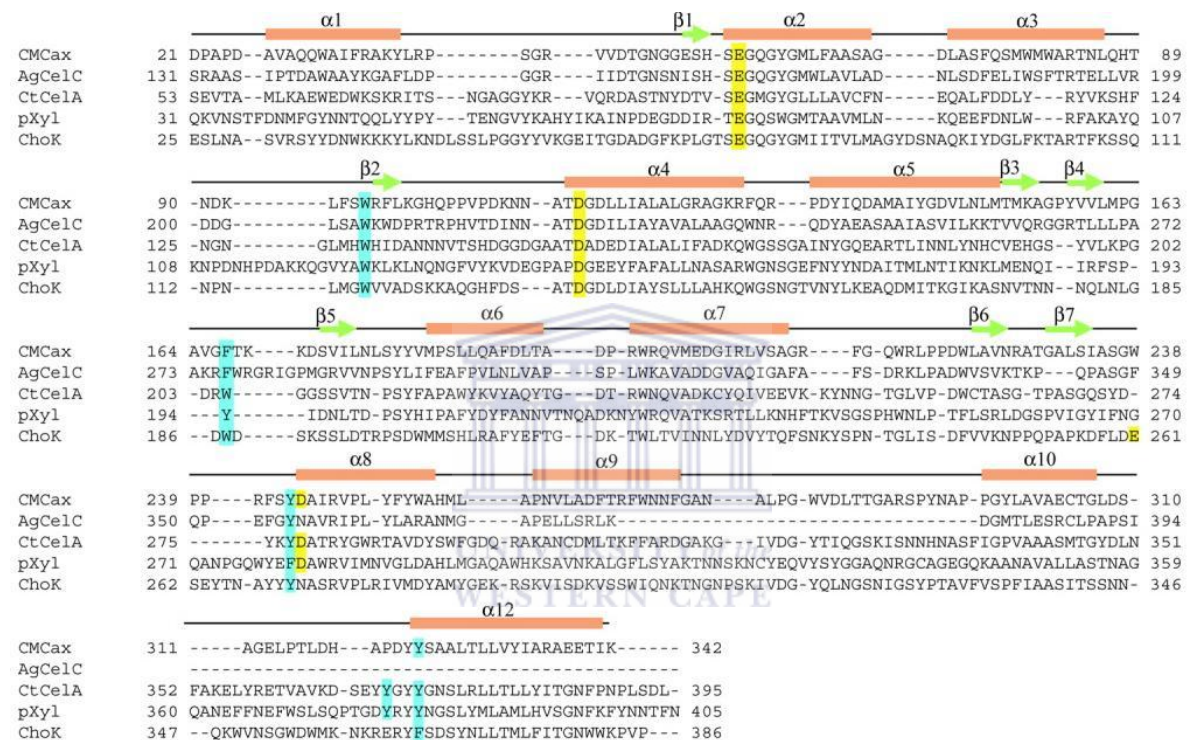 α1 β1 α2 α3
CMCax 21 DPAPD--AVAQQWAIFRAKYLRP--------SGR---VVDTGNGGESH-SEGQGYGMLFAASAG----DLASFQSMWMWARTNLQHT 89
AgCelC 131 SRAAS--IPTDAWAAYKGAFLDP--------GGR---IIDTGNSNISH-SEGQGYGMWLAVLAD----NLSDFELIWSFTRTELLVR 199
CtCelA 53 SEVTA--MLKAEWEDWKSKRITS---NGAGGYKR---VQRDASTNYDTV-SEGMGYGLLLAVCFN----EQALFDDLY---RYVKSHF 124
pXyl 31 QKVNSTFDNMFGYNNTQQLYYPY---TENGVYKAHYIKAINPDEGDDIR-TEGQSWGMTAAVMLN----KQEEFDNLW---RFAKAYQ 107
ChoK 25 ESLNA--SVRSYYDNWKKKYLKNDLSSLPGGYYVKGEITGDADGFKPLGTSEGQGYGMIITVLMAGYDSNAQKIYDGLFKTARTFKSSQ 111
β2 α4 α5 β3 β4
CMCax 90 -NDK-------LFSWRFLKGHQPPVPDKNN--ATDGDLLIALALGRAGKRFQR---PDYIQDAMAIYGDVLNLMTMKAGPYVVLMPG 163
AgCelC 200 -DDG-------LSAWKWDPRTRPHVTDINN--ATDGDILIAYAVALAAGQWNR---QDYAEASAAIASVILKKTVVQRGGRTLLLPA 272
CtCelA 125 -NGN------GLMHWHIDANNNVTSHDGGDGAATDADEDIALALIFADKQWGSSGAINYGQEARTLINNLYNHCVEHGS--YVLKPG 202
pXyl 108 KNPDNHPDAKKQGVYAWKLKLNQNGFVYKVDEGPAPDGEEYFAFALLNASARWGNSGEFNYYNDAITMLNTIKNKLMENQI--IRFSP- 193
ChoK 112 -NPN------LMGWVVADSKKAQGHFDS---ATDGDLDIAYSLLLAHKQWGSNGTVNYLKEAQDMITKGIKASNVTNN--NQLNLG 185
β5 α6 α7 β6 β7
CMCax 164 AVGFTK----KDSVILNLSYYVMPSLLQAFDLTA----DP-RWRQVMEDGIRLVSAGR----FG-QWRLPPDWLAVNRATGALSIASGW 238
AgCelC 273 AKRFWRGRIGPMGRVVNPSYLIFEAFPVLNLVAP----SP-LWKAVADDGVAQIGAFA----FS-DRKLPADWVSVKTKP--QPASGF 349
CtCelA 203 --DRW-----GGSSVTN-PSYFAPAWYKVYAQYTG----DT-RWNQVADKCYQIVEEVK-KYNNG-TGLVP-DWCTASG-TPASGQSYD- 274
pXyl 194 ---Y------IDNLTD-PSYHIPAFYDYFANNVTNQADKNYWRQVATKSRTLLKNHFTKVSGSPHWNLP-TFLSRLDGSPVIGYIFNG 270
ChoK 186 --DWD-----SKSSLDTRPSDWMMSHLRAFYEFTG----DK-TWLTVINNLYDVYTQFSNKYSPN-TGLIS-DFVVKNPPQPAPKDFLDE 261
α8 α9 α10
CMCax 239 PP----RFSYDAIRVPL-YFYWAHML----APNVLADFTRFWNNFGAN----ALPG-WVDLTTGARSPYNAP-PGYLAVAECTGLDS- 310
AgCelC 350 QP----EFGYNAVRIPL-YLARANMG----APELLSRLK--------------------------------DGMTLESRCLPAPSI 394
CtCelA 275 -----YKYDATRYGWRTAVDYSWFGDQ-RAKANCDMLTKFFARDGAKG---IVDG-YTIQGSKISNNHNASFIGPVAAASMTGYDLN 351
pXyl 271 QANPGQWYEFDAWRVIMNVGLDAHLMGAQAWHKSAVNKALGFLSYAKTNNSKNCYEQVYSYGGAQNRGCAGEGQKAANAVALLASTNAG 359
ChoK 262 SEYTN-AYYYNASRVPLRIVMDYAMYGEKR-SKVISDKVSSWIQNKTNGNPSKIVDG-YQLNGSNIGSYPTAVFVSPFIAASITSSNN- 346
UNIVERSITY of the
WESTERN CAPE
α12
CMCax 311 -----AGELPTLDH---APDYYSAALTLLVYIARAEETIK------ 342
AgCelC ----------------------------------------------
CtCelA 352 FAKELYRETVAVKD-SEYYGYYGNSLRLLTLLYITGNFPNPLSDL- 395
pXyl 360 QANEFFNEFWSLSQPTGDYRYYNGSLYMLAMLHVSGNFKFYNNTFN 405
ChoK 347 --QKWVNSGWDWMK-NKRERYFSDSYNLLTMLFITGNWWKPVP--- 386